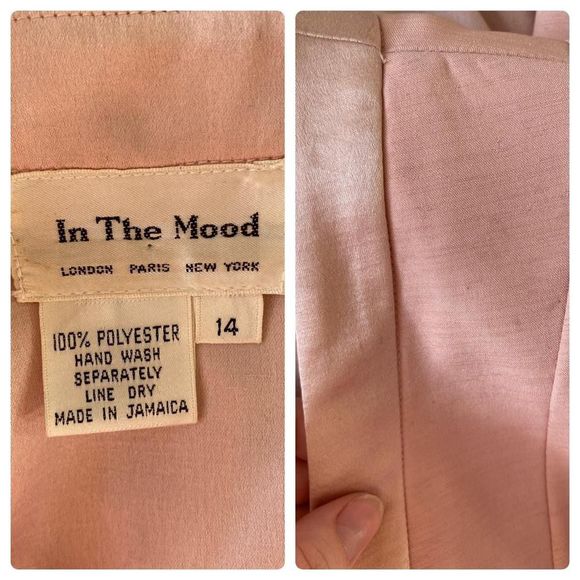 In The Mood
LONDON PARIS NEW YORK
14
100% POLYESTER
HAND WASH
SEPARATELY
LINE DRY
MADE IN JAMAICA